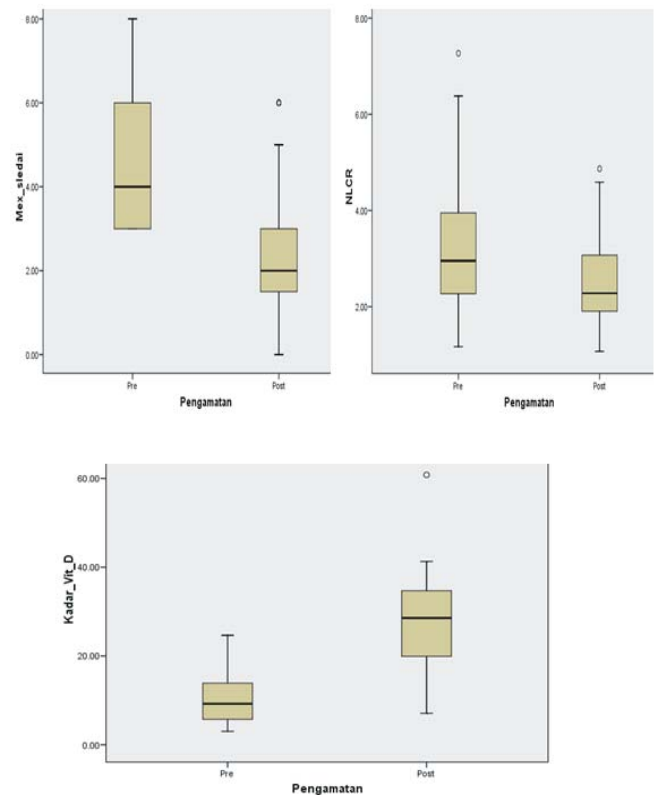 8.00
6.00
4.00
2.00
0.00
Mex_sledai
Pre
Post
Pengamatan
8.00
6.00
4.00
2.00
NLCR
Pre
Post
Pengamatan
60.00
40.00
20.00
0.00
Kadar_Vit_D
Pre
Post
Pengamatan